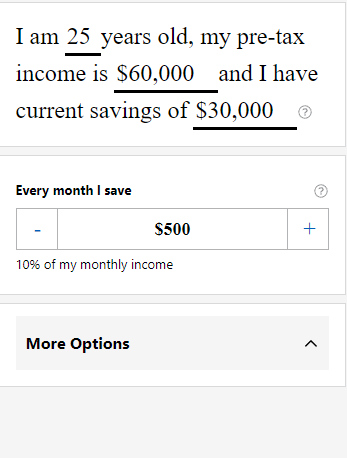 I am 25 years old, my pre-tax
income is $60,000 and I have
current savings of $30,000 ?
Every month I save ?
- $500 +
10% of my monthly income
More Options